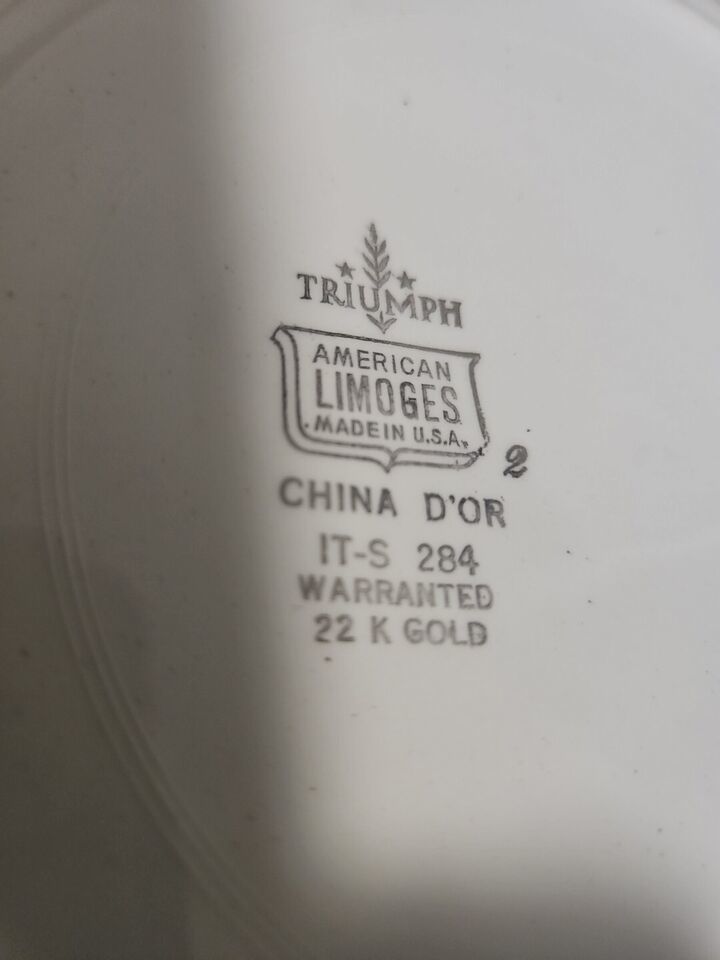 TRIUMPH
AMERICAN
LIMOGES
MADE IN U.S.A.
2
CHINA D'OR
IT-S 284
WARRANTED
22 K GOLD